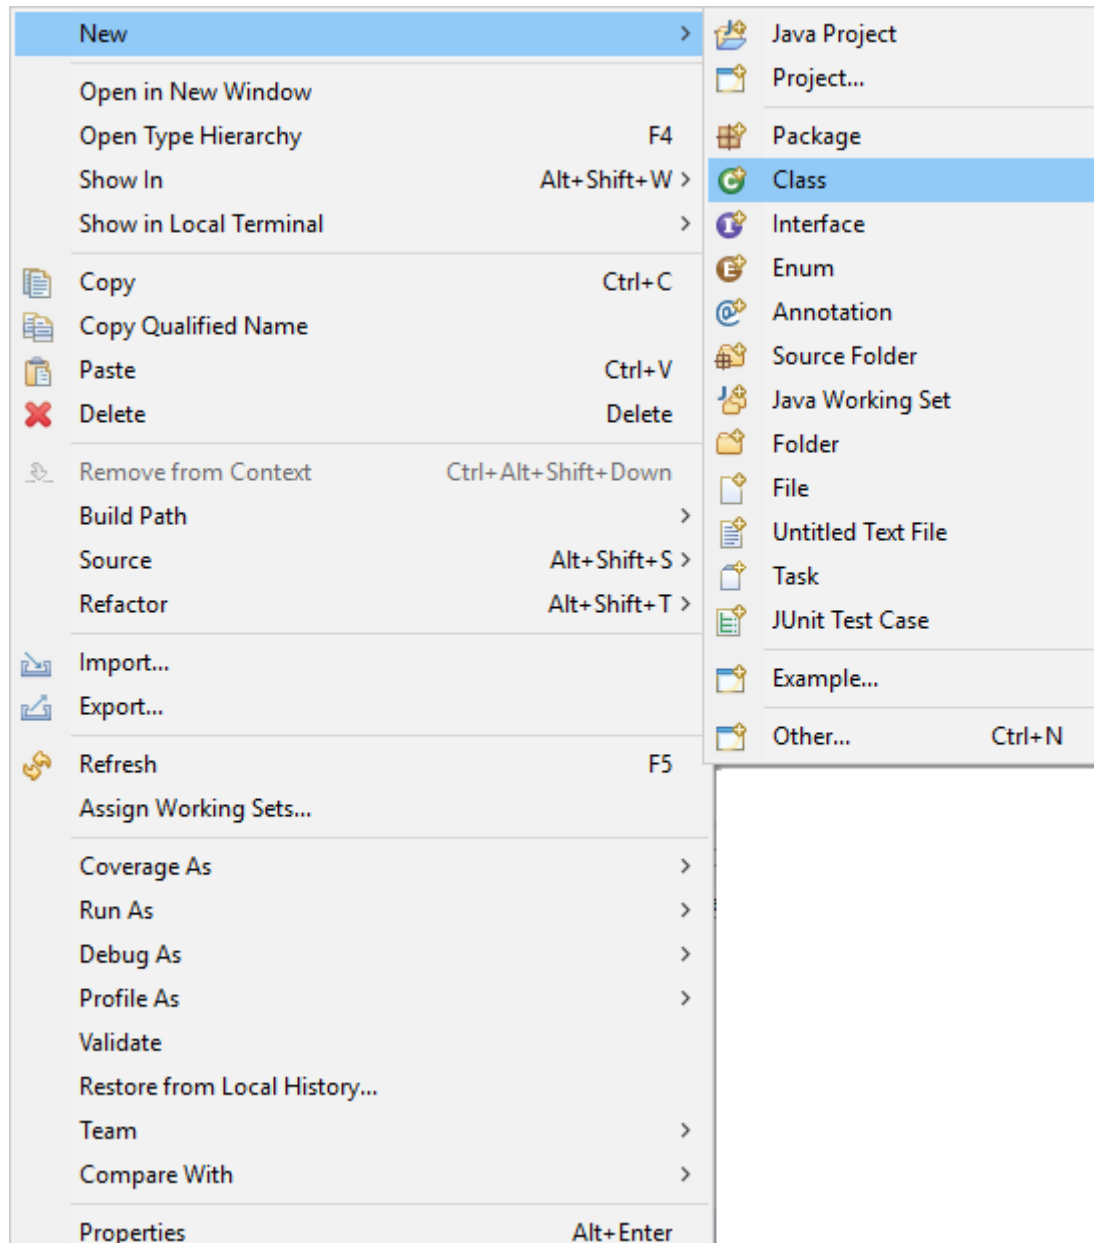 New
Open in New Window
Open Type Hierarchy F4
Show In Alt+Shift+W >
Show in Local Terminal
Copy Ctrl+C
Copy Qualified Name
Paste Ctrl+V
Delete Delete
Remove from Context Ctrl+Alt+Shift+Down
Build Path
Source Alt+Shift+S >
Refactor Alt+Shift+T >
Import...
Export...
Refresh F5
Assign Working Sets...
Coverage As
Run As
Debug As
Profile As
Validate
Restore from Local History...
Team
Compare With
Properties Alt+Enter
Java Project
Project...
Package
Class
Interface
Enum
Annotation
Source Folder
Java Working Set
Folder
File
Untitled Text File
Task
JUnit Test Case
Example...
Other... Ctrl+N